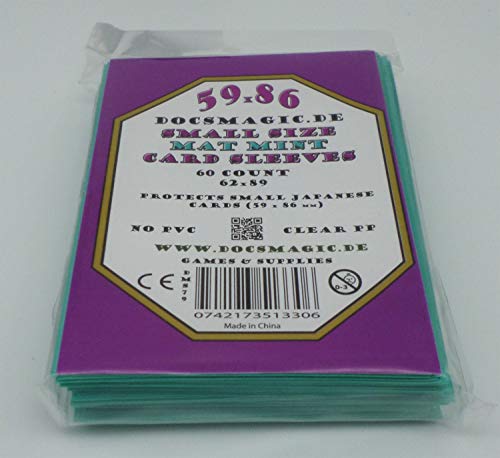 59x86
DOCSMAGIC.DE
SMALL SIZE
MAT MINT
CARD SLEEVES
60 COUNT
62x89
PROTECTS SMALL JAPANESE
CARDS (59 x 86 MM)
NO PVC CLEAR PP
WWW.DOCSMAGIC.DE
GAMES & SUPPLIES
CE DMS79 0-3
0742173513306
Made in China